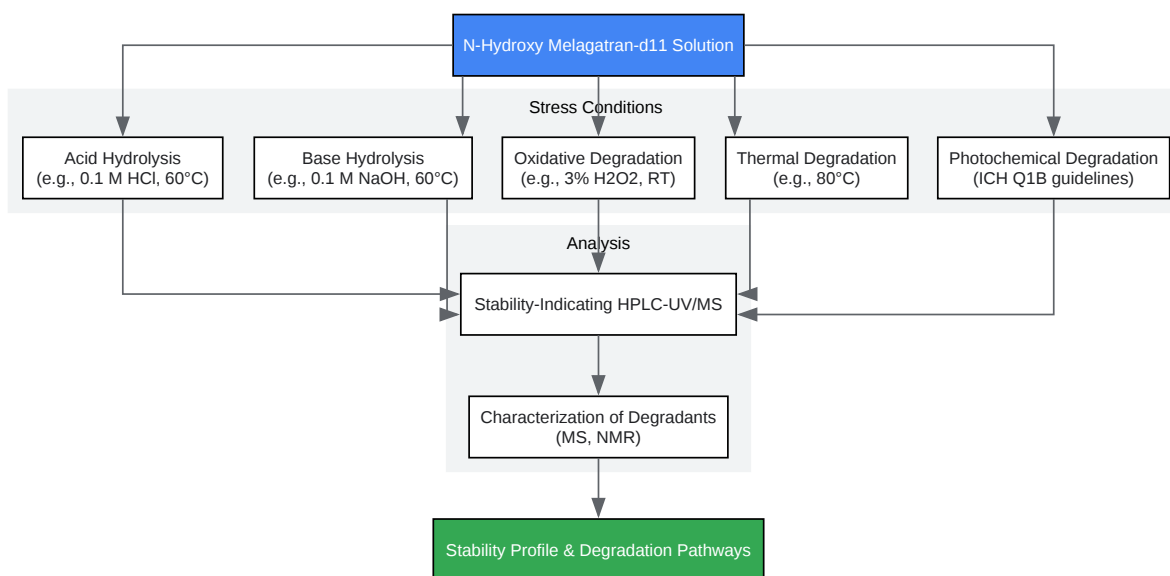 N-Hydroxy Melagatran-d11 Solution
Stress Conditions
Acid Hydrolysis
(e.g., 0.1 M HCl, 60°C)
Base Hydrolysis
(e.g., 0.1 M NaOH, 60°C)
Oxidative Degradation
(e.g., 3% H2O2, RT)
Thermal Degradation
(e.g., 80°C)
Photochemical Degradation
(ICH Q1B guidelines)
Analysis
Stability-Indicating HPLC-UV/MS
Characterization of Degradants
(MS, NMR)
Stability Profile & Degradation Pathways